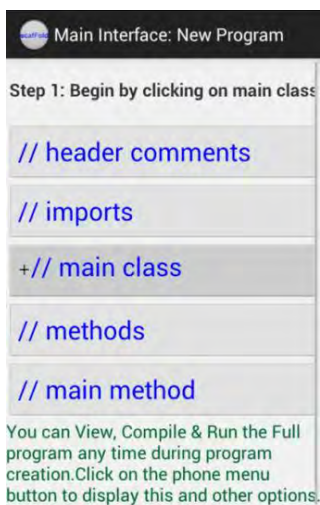 scaffold
Main Interface: New Program
Step 1: Begin by clicking on main class
// header comments
// imports
+// main class
// methods
// main method
You can View, Compile & Run the Full
program any time during program
creation.Click on the phone menu
button to display this and other options.